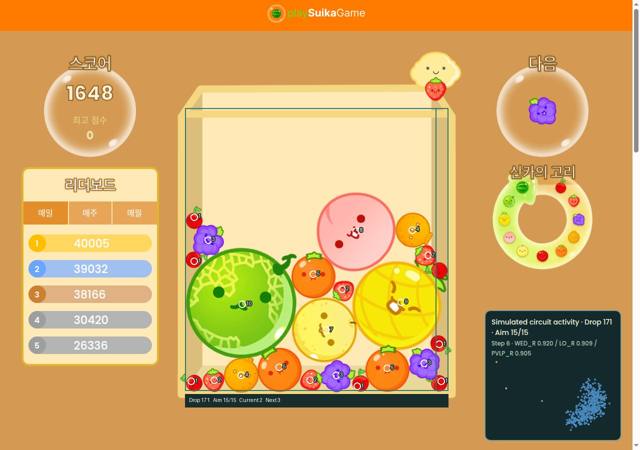 playSuikaGame
스코어
1648
최고 점수
0
리더보드
매일
매주
매월
1 40005
2 39032
3 38166
4 30420
5 26336
다음
신카의 고리
Simulated circuit activity · Drop 171
· Aim 15/15
Step 6 · WED_R 0.920 / LO_R 0.909 /
PVLP_R 0.905
Drop 171 Aim 15/15 Current 2 Next 3